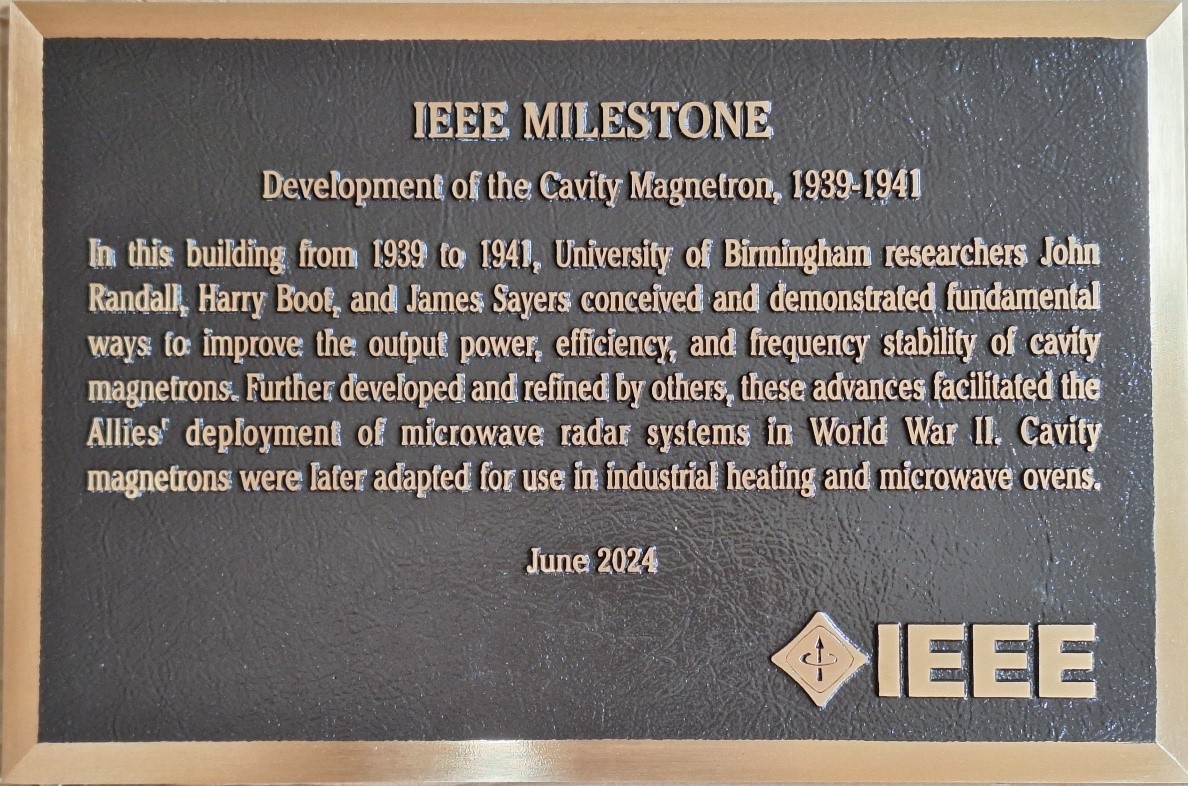 IEEE MILESTONE
Development of the Cavity Magnetron, 1939-1941
In this building from 1939 to 1941, University of Birmingham researchers John
Randall, Harry Boot, and James Sayers conceived and demonstrated fundamental
ways to improve the output power, efficiency, and frequency stability of cavity
magnetrons. Further developed and refined by others, these advances facilitated the
Allies' deployment of microwave radar systems in World War II. Cavity
magnetrons were later adapted for use in industrial heating and microwave ovens.
June 2024
IEEE